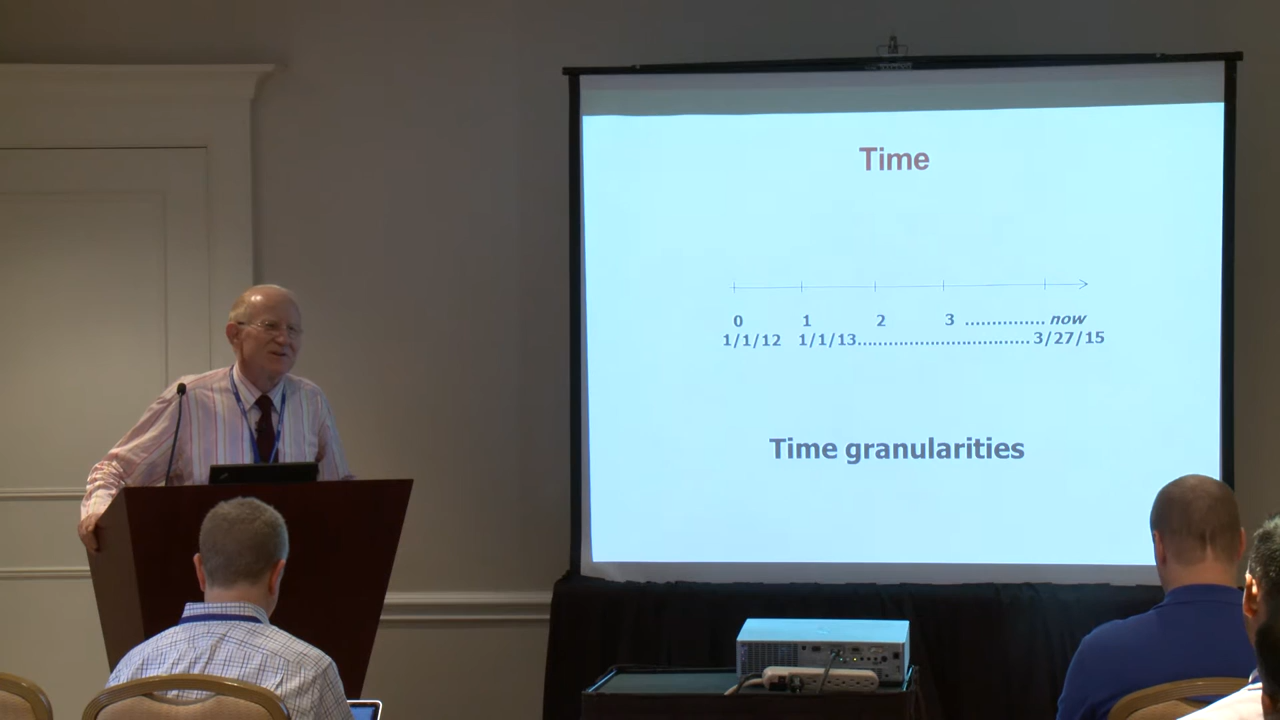 Time
0 1 2 3 ............... now
1/1/12 1/1/13................................3/27/15
Time granularities